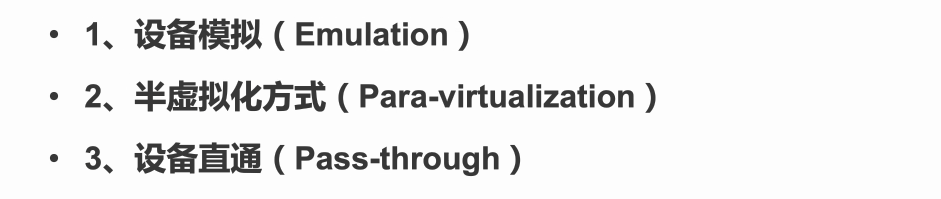 • 1、设备模拟（Emulation）
• 2、半虚拟化方式（Para-virtualization）
• 3、设备直通（Pass-through）